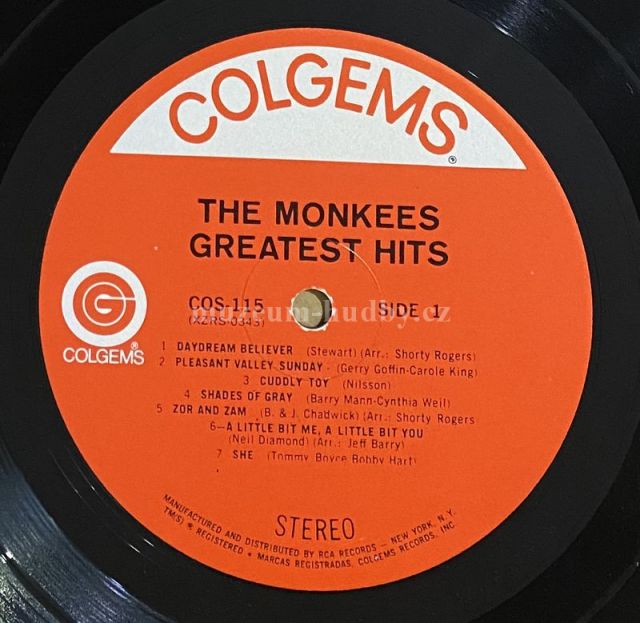 COLGEMS®
THE MONKEES
GREATEST HITS
COS-115
SIDE 1
(XZRS-0345)
muzeum-hudby.cz
G
COLGEMS®
1 DAYDREAM BELIEVER (Stewart) (Arr.: Shorty Rogers)
2 PLEASANT VALLEY SUNDAY (Gerry Goffin-Carole King)
3 CUDDLY TOY (Nilsson)
4 SHADES OF GRAY (Barry Mann-Cynthia Weil)
5 ZOR AND ZAM (B. & J. Chadwick) (Arr.: Shorty Rogers
6—A LITTLE BIT ME, A LITTLE BIT YOU
(Neil Diamond) (Arr.: Jeff Barry)
7 SHE (Tommy Boyce Bobby Hart)
STEREO
MANUFACTURED AND DISTRIBUTED BY RCA RECORDS — NEW YORK, N. Y.
TM(S) ® REGISTERED • MARCAS REGISTRADAS, COLGEMS RECORDS, INC.